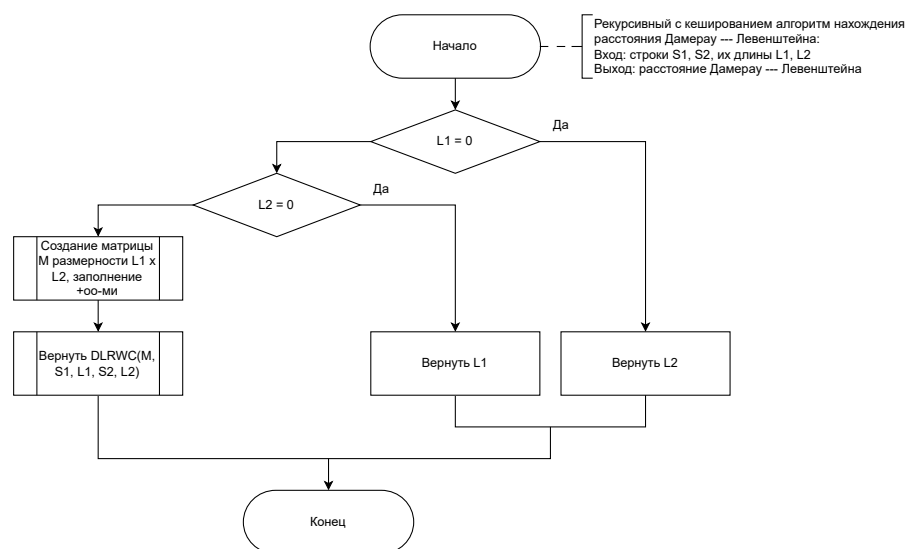 Начало
Рекурсивный с кешированием алгоритм нахождения
расстояния Дамерау --- Левенштейна:
Вход: строки S1, S2, их длины L1, L2
Выход: расстояние Дамерау --- Левенштейна
L1 = 0
Да
L2 = 0
Да
Создание матрицы
M размерности L1 x
L2, заполнение
+oo-ми
Вернуть DLRWC(M,
S1, L1, S2, L2)
Вернуть L1
Вернуть L2
Конец